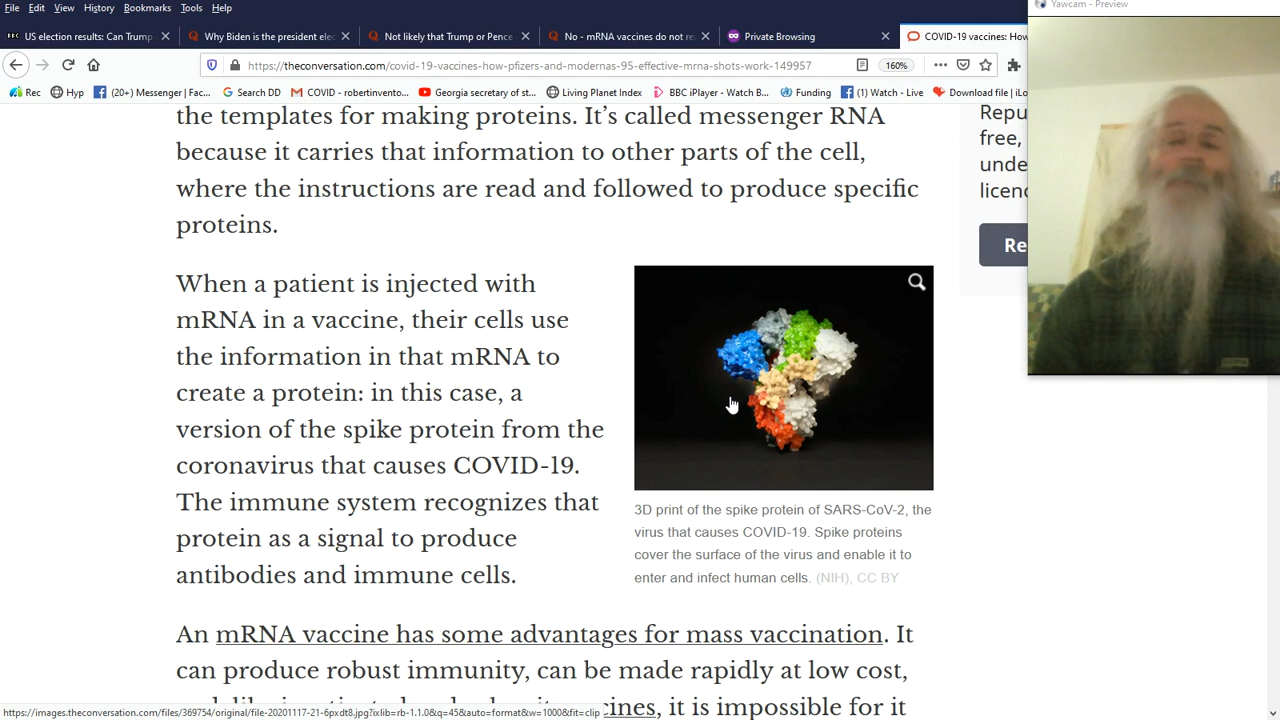 File Edit View History Bookmarks Tools Help
Yawcam - Preview
US election results: Can Trump
Why Biden is the president ele
Not likely that Trump or Pence
No - mRNA vaccines do not re
Private Browsing
COVID-19 vaccines: How
https://theconversation.com/covid-19-vaccines-how-pfizers-and-modernas-95-effective-mrna-shots-work-149957
160%
Rec Hyp (20+) Messenger | Fac... Search DD COVID - robertinvento... Georgia secretary of st... Living Planet Index BBC iPlayer - Watch B... Funding (1) Watch - Live Download file | iLo
the templates for making proteins. It’s called messenger RNA
because it carries that information to other parts of the cell,
where the instructions are read and followed to produce specific
proteins.
When a patient is injected with
mRNA in a vaccine, their cells use
the information in that mRNA to
create a protein: in this case, a
version of the spike protein from the
coronavirus that causes COVID-19.
The immune system recognizes that
protein as a signal to produce
antibodies and immune cells.
3D print of the spike protein of SARS-CoV-2, the
virus that causes COVID-19. Spike proteins
cover the surface of the virus and enable it to
enter and infect human cells. (NIH), CC BY
An mRNA vaccine has some advantages for mass vaccination. It
can produce robust immunity, can be made rapidly at low cost,
cines, it is impossible for it
Repu
free,
unde
licenc
Re
https://images.theconversation.com/files/369754/original/file-20201117-21-6pxdt8.jpg?ixlib=rb-1.1.0&q=45&auto=format&w=1000&fit=clip